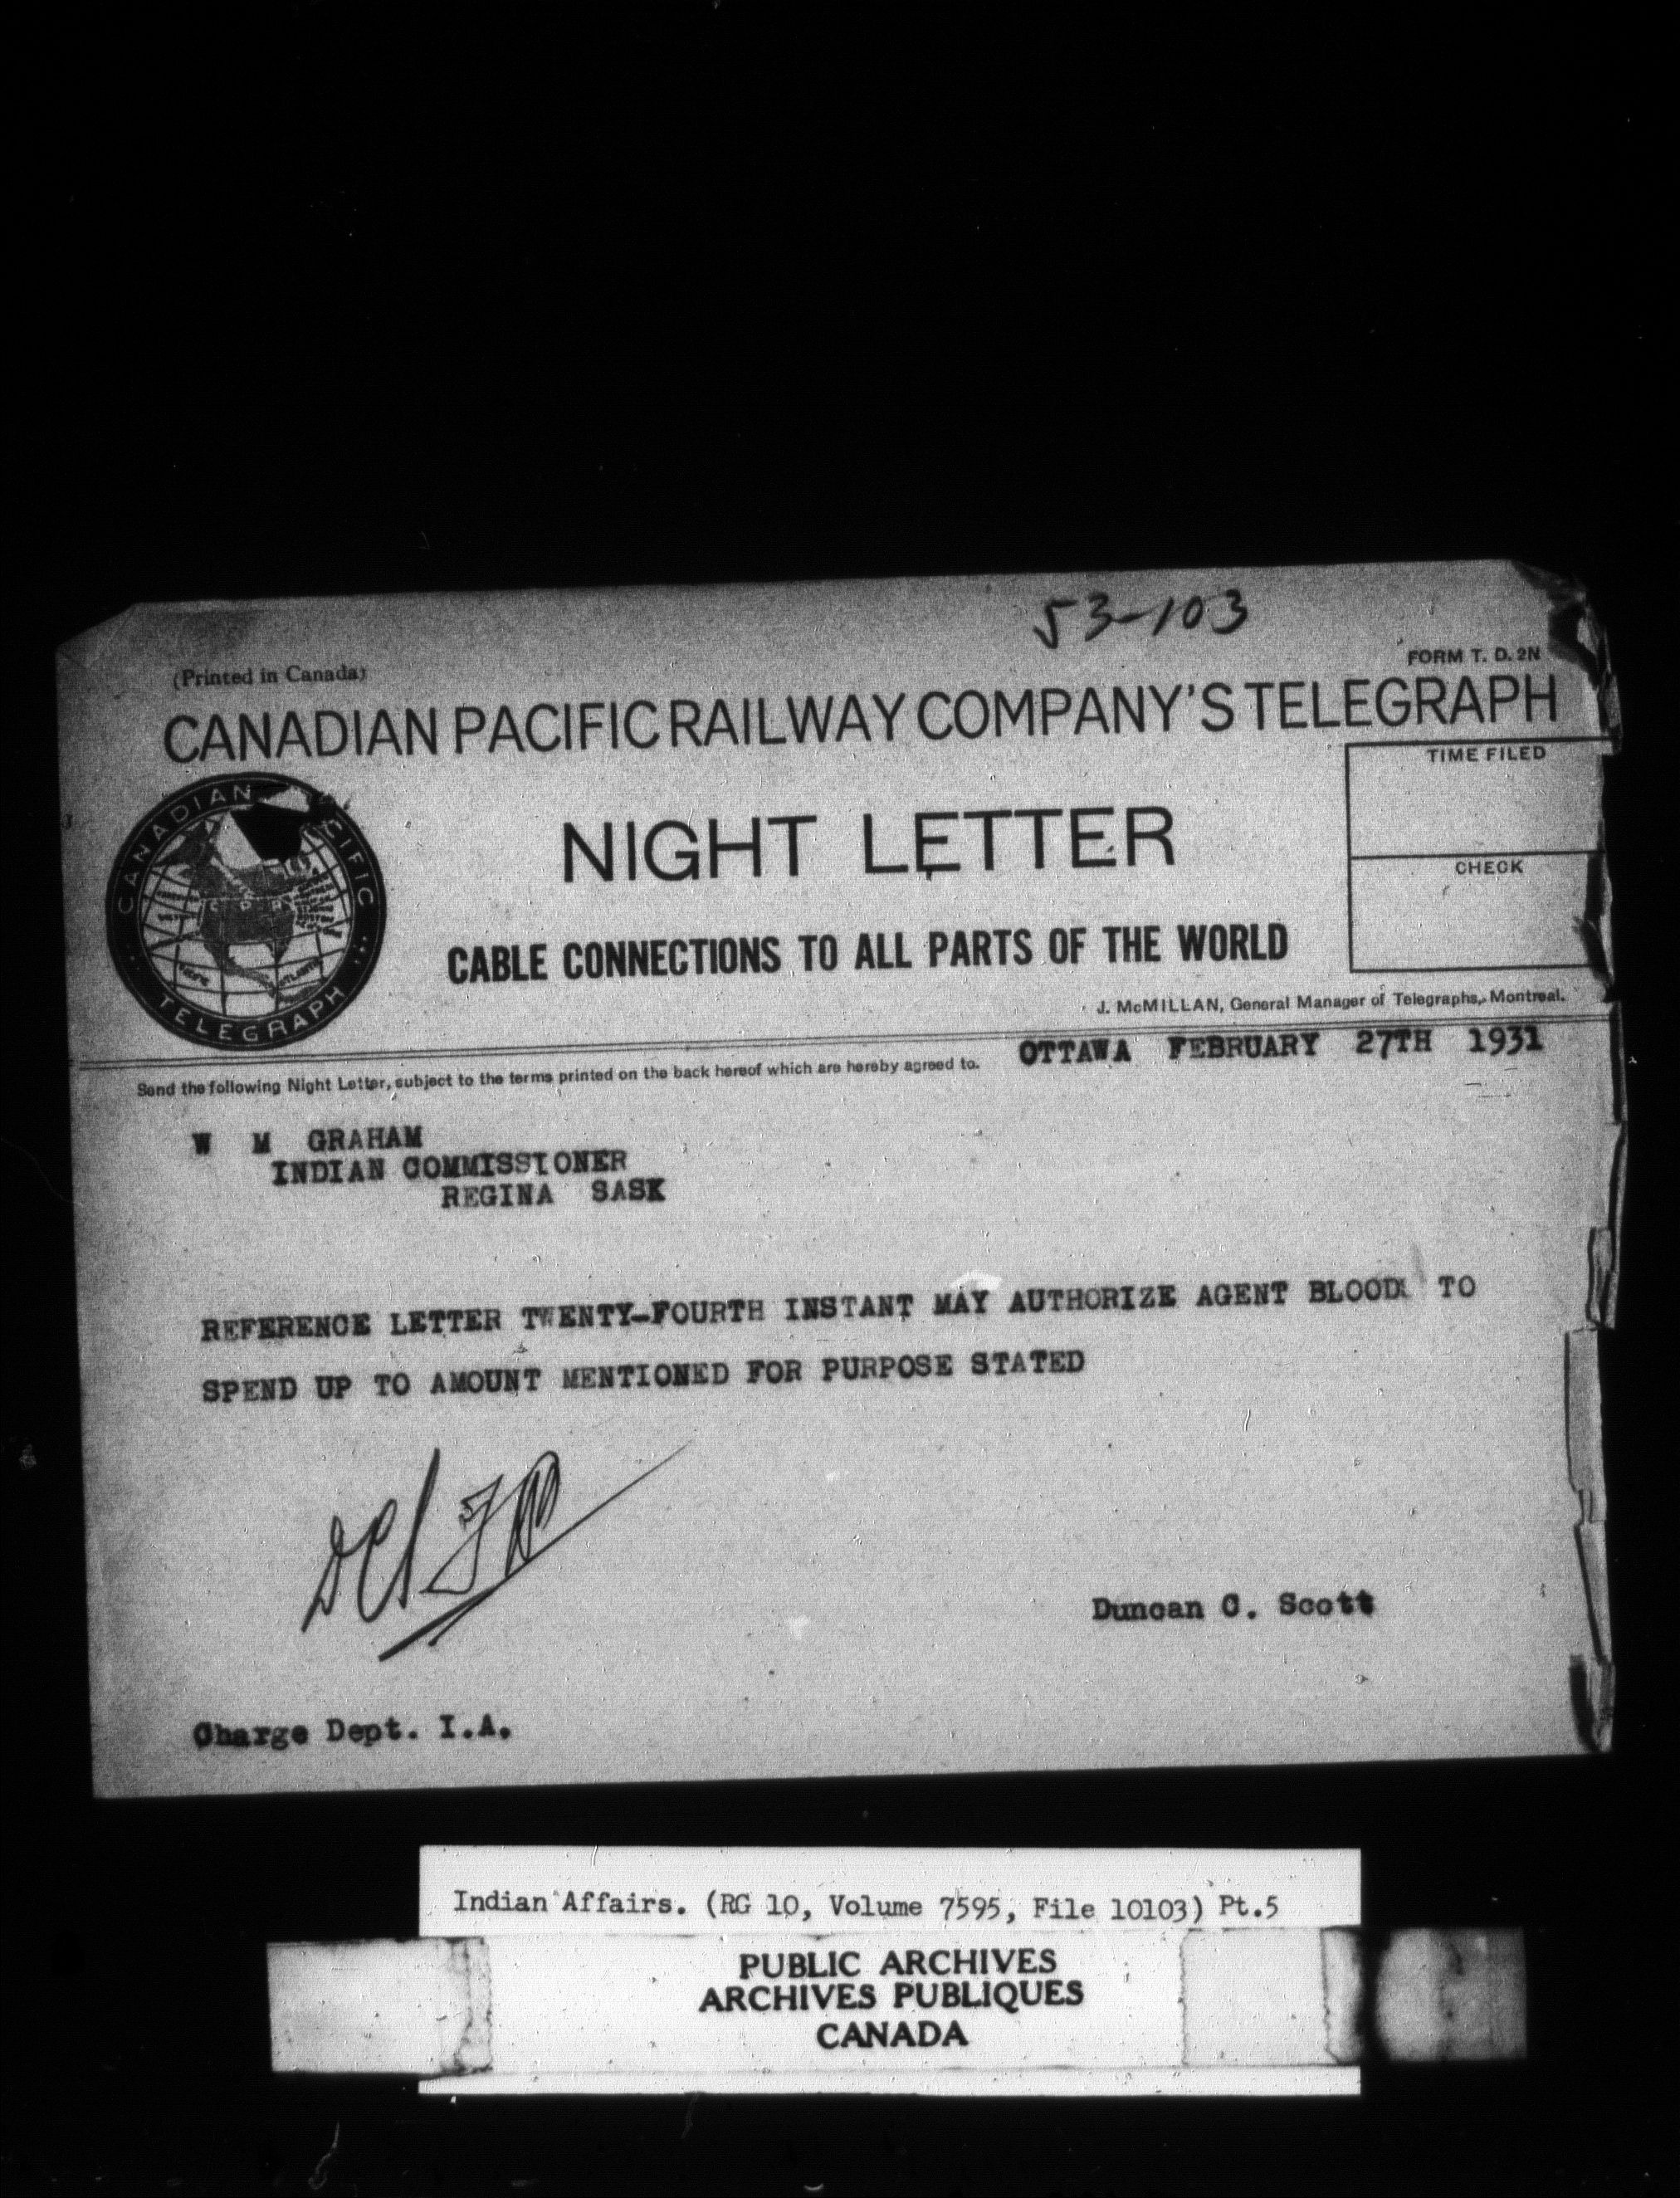 53-103
(Printed in Canada)
FORM T. D. 2N
CANADIAN PACIFIC RAILWAY COMPANY'S TELEGRAPH
TIME FILED
CANADIAN
CIFIC
TELEGRAPH
NIGHT LETTER
CHECK
CABLE CONNECTIONS TO ALL PARTS OF THE WORLD
J. McMILLAN, General Manager of Telegraphs, Montreal.
OTTAWA FEBRUARY 27TH 1931
Send the following Night Letter, subject to the terms printed on the back hereof which are hereby agreed to.
W M GRAHAM
INDIAN COMMISSIONER
REGINA SASK
REFERENCE LETTER TWENTY-FOURTH INSTANT MAY AUTHORIZE AGENT BLOOD TO
SPEND UP TO AMOUNT MENTIONED FOR PURPOSE STATED
Duncan C. Scott
Charge Dept. I.A.
Indian Affairs. (RG 10, Volume 7595, File 10103) Pt.5
PUBLIC ARCHIVES
ARCHIVES PUBLIQUES
CANADA